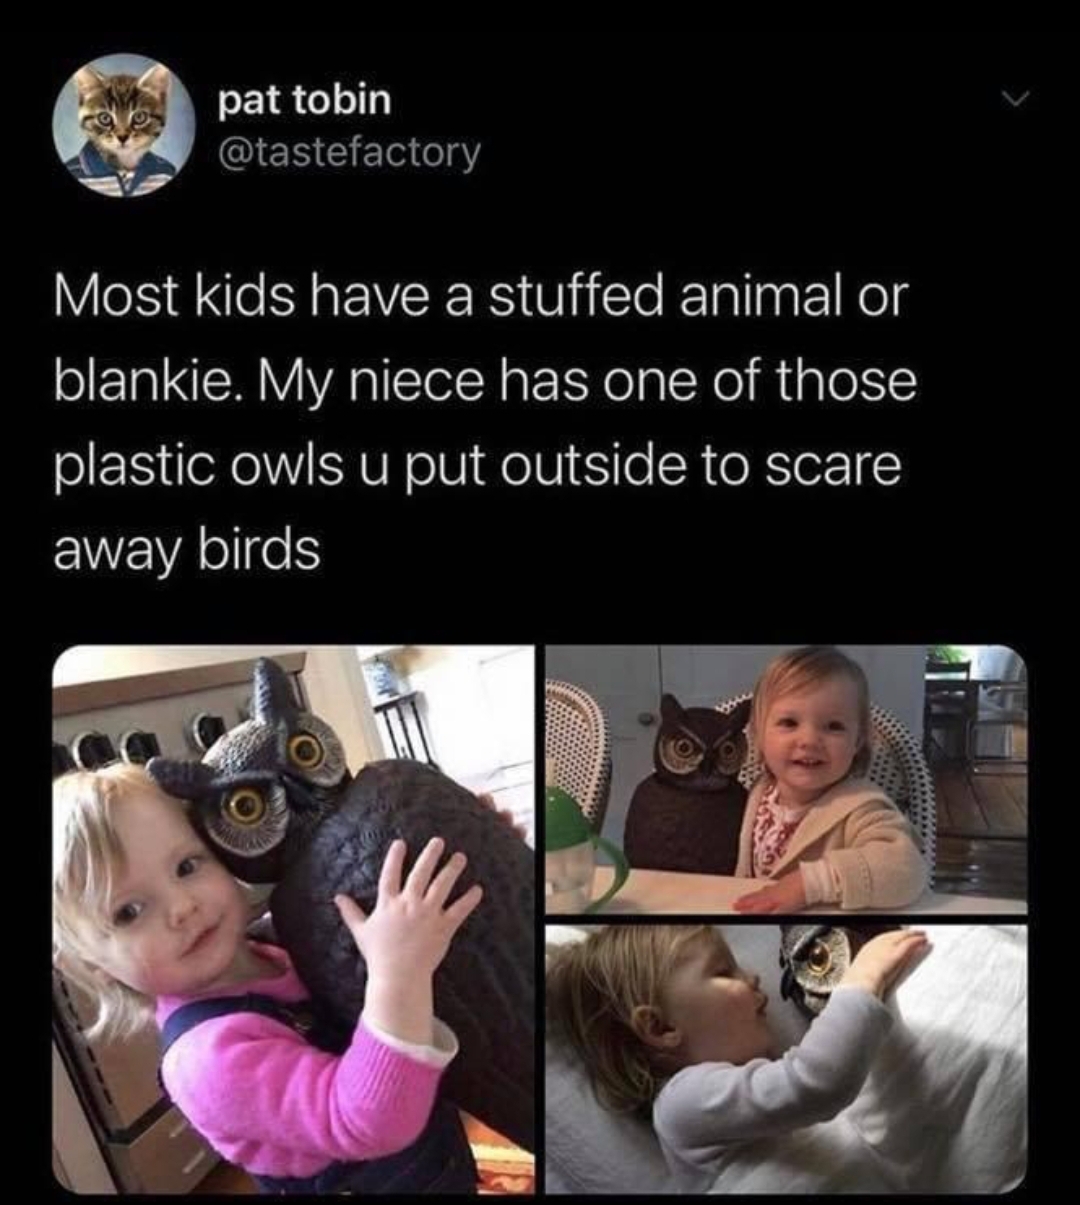 pat tobin
@tastefactory
Most kids have a stuffed animal or
blankie. My niece has one of those
plastic owls u put outside to scare
away birds